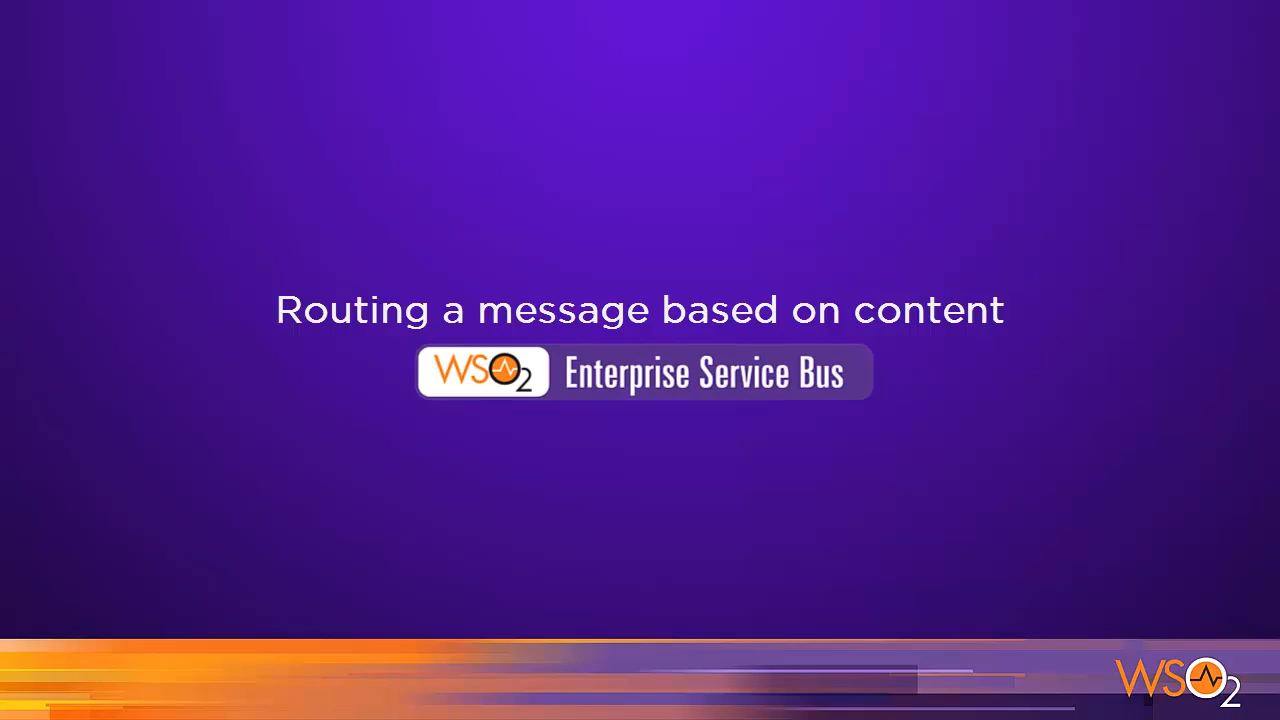 Routing a message based on content
WSO2 Enterprise Service Bus
WSO2